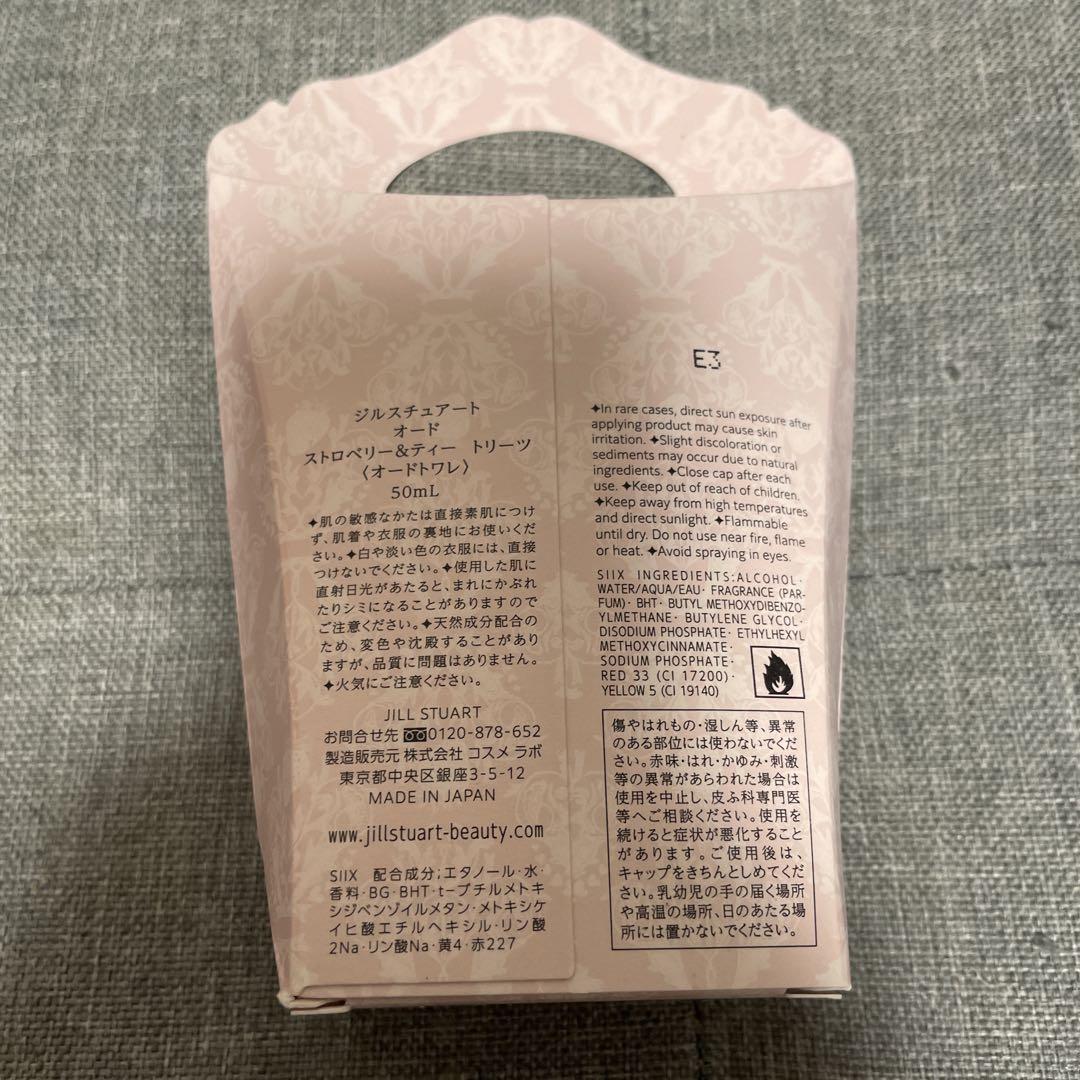 E3
ジルスチュアート
オード
ストロベリー&ティー トリーツ
〈オードトワレ〉
50mL
✦肌の敏感なかたは直接素肌につけ
ず、肌着や衣服の裏地にお使いくだ
さい。✦白や淡い色の衣服には、直接
つけないでください。✦使用した肌に
直射日光があたると、まれにかぶれ
たりシミになることがありますので
ご注意ください。✦天然成分配合の
ため、変色や沈殿することがあり
ますが、品質に問題はありません。
✦火気にご注意ください。
JILL STUART
お問合せ先 0120-878-652
製造販売元 株式会社 コスメ ラボ
東京都中央区銀座3-5-12
MADE IN JAPAN
www.jillstuart-beauty.com
SIIX 配合成分;エタノール・水・
香料・BG・BHT・t-ブチルメトキ
シジベンゾイルメタン・メトキシケ
イヒ酸エチルヘキシル・リン酸
2Na・リン酸Na・黄4・赤227
✦In rare cases, direct sun exposure after
applying product may cause skin
irritation. ✦Slight discoloration or
sediments may occur due to natural
ingredients. ✦Close cap after each
use. ✦Keep out of reach of children.
✦Keep away from high temperatures
and direct sunlight. ✦Flammable
until dry. Do not use near fire, flame
or heat. ✦Avoid spraying in eyes.
SIIX INGREDIENTS:ALCOHOL・
WATER/AQUA/EAU・ FRAGRANCE (PAR-
FUM)・ BHT・ BUTYL METHOXYDIBENZO-
YLMETHANE・ BUTYLENE GLYCOL・
DISODIUM PHOSPHATE・ ETHYLHEXYL
METHOXYCINNAMATE・
SODIUM PHOSPHATE・
RED 33 (CI 17200)・
YELLOW 5 (CI 19140)
傷やはれもの・湿しん等、異常
のある部位には使わないでくだ
さい。赤味・はれ・かゆみ・刺激
等の異常があらわれた場合は
使用を中止し、皮ふ科専門医
等へご相談ください。使用を
続けると症状が悪化すること
があります。ご使用後は、
キャップをきちんとしめてくだ
さい。乳幼児の手の届く場所
や高温の場所、日のあたる場
所には置かないでください。